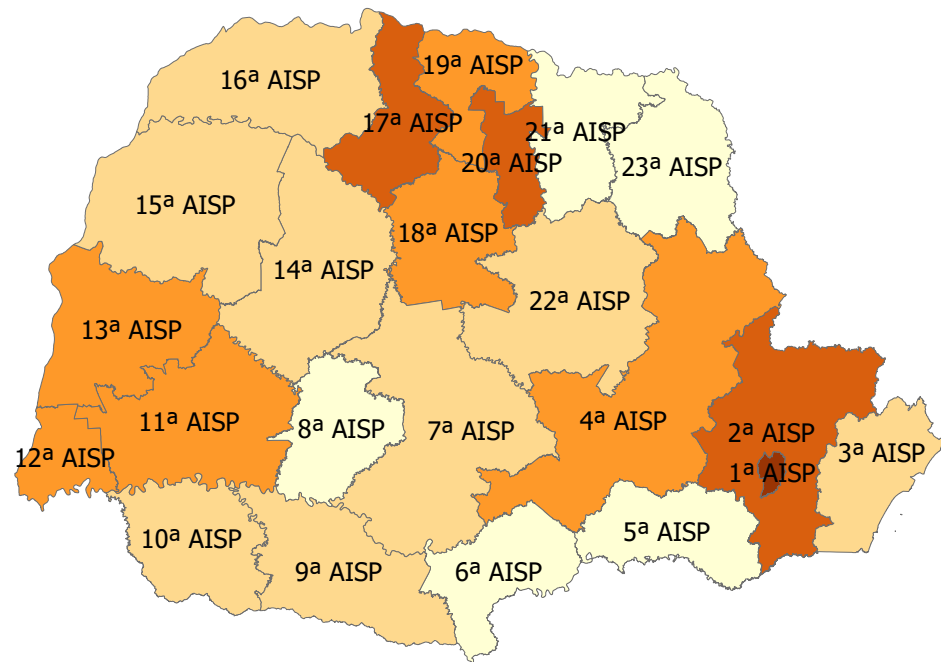 19ª AISP
16ª AISP
17ª AISP
21ª AISP
20ª AISP
23ª AISP
15ª AISP
18ª AISP
14ª AISP
22ª AISP
13ª AISP
11ª AISP
8ª AISP
7ª AISP
4ª AISP
2ª AISP
3ª AISP
12ª AISP
1ª AISP
10ª AISP
5ª AISP
9ª AISP
6ª AISP